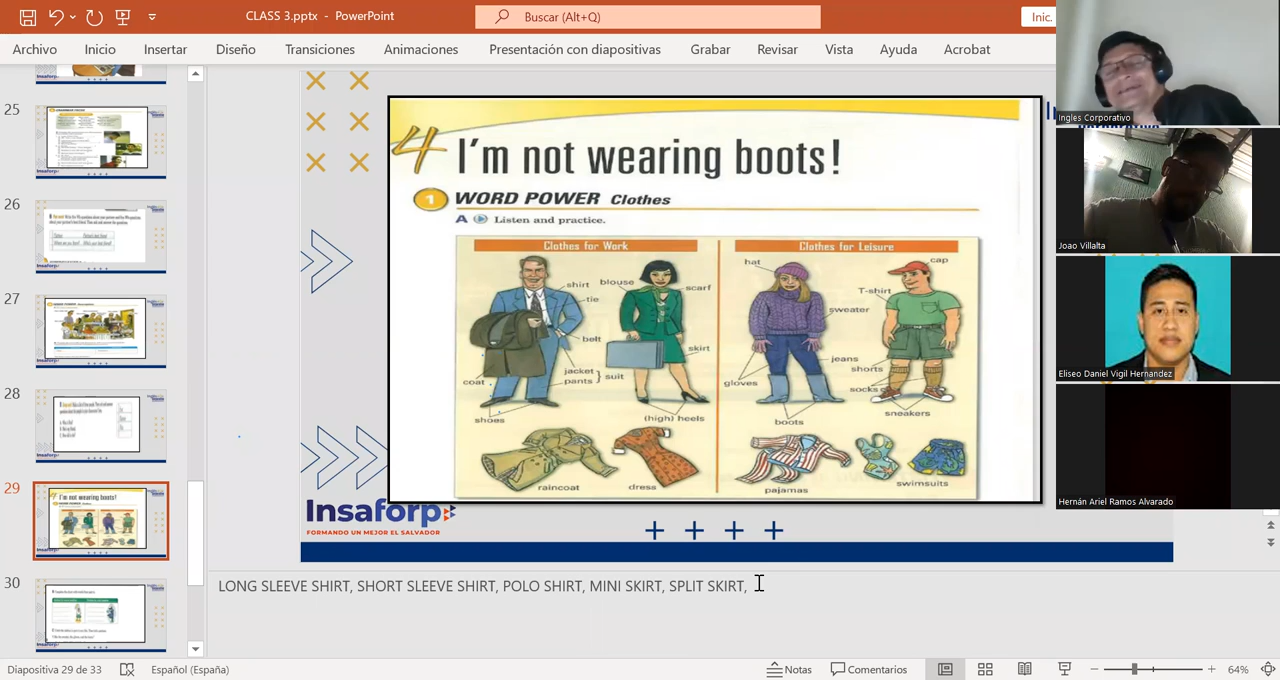 CLASS 3.pptx - PowerPoint
Buscar (Alt+Q)
Inic.
Archivo Inicio Insertar Diseño Transiciones Animaciones Presentación con diapositivas Grabar Revisar Vista Ayuda Acrobat
25
26
27
28
29
30
4 I'm not wearing boots!
1 WORD POWER Clothes
A Listen and practice.
Clothes for Work
Clothes for Leisure
shirt
blouse
scarf
tie
belt
skirt
coat
jacket
pants
suit
shoes
(high) heels
raincoat
dress
hat
cap
T-shirt
sweater
jeans
shorts
gloves
socks
sneakers
boots
pajamas
swimsuits
Insaforp
FORMANDO UN MEJOR EL SALVADOR
LONG SLEEVE SHIRT, SHORT SLEEVE SHIRT, POLO SHIRT, MINI SKIRT, SPLIT SKIRT,
Ingles Corporativo
Joao Villalta
Eliseo Daniel Vigil Hernandez
Hernán Ariel Ramos Alvarado
Diapositiva 29 de 33 Español (España) Notas Comentarios 64%